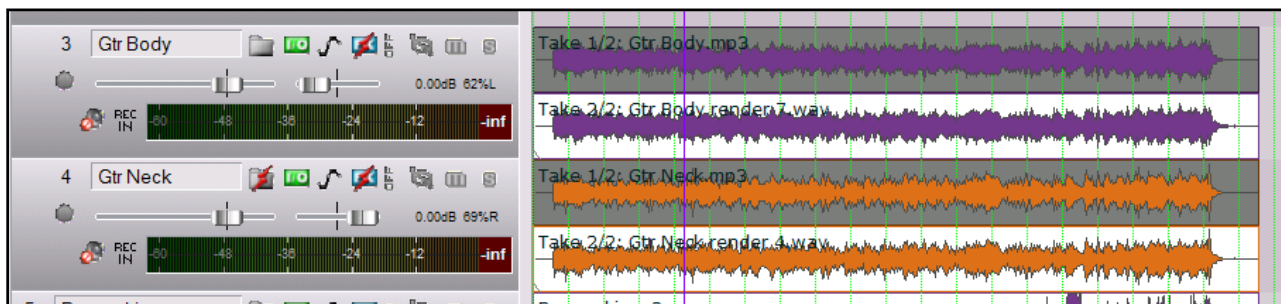 3 Gtr Body
0.00dB 62%L
REC
IN
-60 -48 -36 -24 -12 -inf
Take 1/2: Gtr Body.mp3
Take 2/2: Gtr Body render 7.wav
4 Gtr Neck
0.00dB 69%R
REC
IN
-60 -48 -36 -24 -12 -inf
Take 1/2: Gtr Neck.mp3
Take 2/2: Gtr Neck render 4.wav